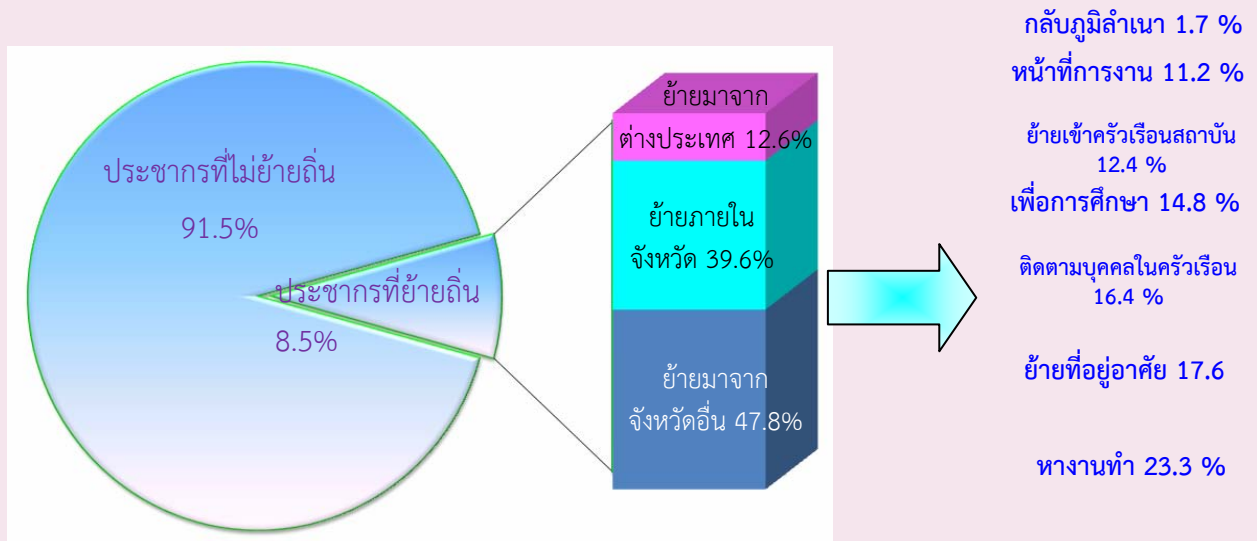 ประชากรที่ไม่ย้ายถิ่น
91.5%
ประชากรที่ย้ายถิ่น
8.5%
ย้ายมาจาก
ต่างประเทศ 12.6%
ย้ายภายใน
จังหวัด 39.6%
ย้ายมาจาก
จังหวัดอื่น 47.8%
กลับภูมิลำเนา 1.7 %
หน้าที่การงาน 11.2 %
ย้ายเข้าครัวเรือนสถาบัน
12.4 %
เพื่อการศึกษา 14.8 %
ติดตามบุคคลในครัวเรือน
16.4 %
ย้ายที่อยู่อาศัย 17.6
หางานทำ 23.3 %